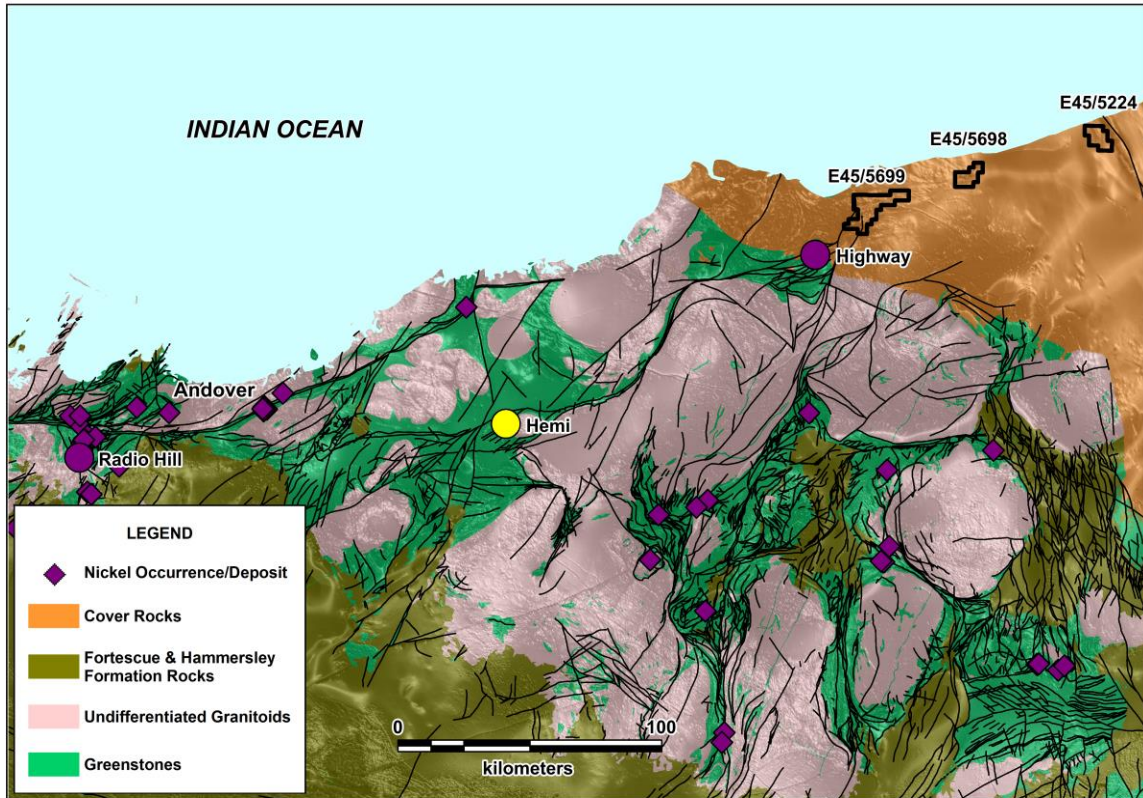 E45/5224
E45/5698
INDIAN OCEAN
E45/5699
Highway
Andover
Hemi
Radio Hill
LEGEND
Nickel Occurrence/Deposit
Cover Rocks
Fortescue & Hammersley
Formation Rocks
Undifferentiated Granitoids
Greenstones
0 100
kilometers